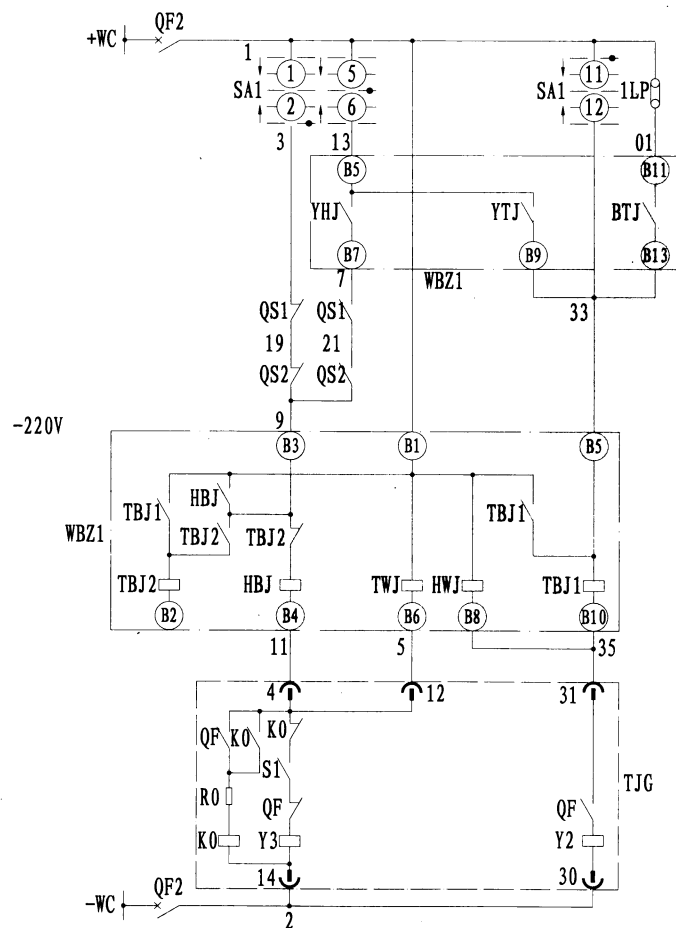 QF2
+WC
1
1 5 11
SA1 SA1 1LP
2 6 12
3 13 01
B5 B11
YHJ YTJ BTJ
B7 B9 B13
7 WBZ1
33
QS1 QS1
19 21
QS2 QS2
9
-220V
B3 B1 B5
HBJ
TBJ1 TBJ1
WBZ1 TBJ2 TBJ2
TBJ2 HBJ TWJ HWJ TBJ1
B2 B4 B6 B8 B10
11 5 35
4 12 31
QF K0 K0
S1 TJG
R0 QF QF
K0 Y3 Y2
14 30
QF2
-WC
2